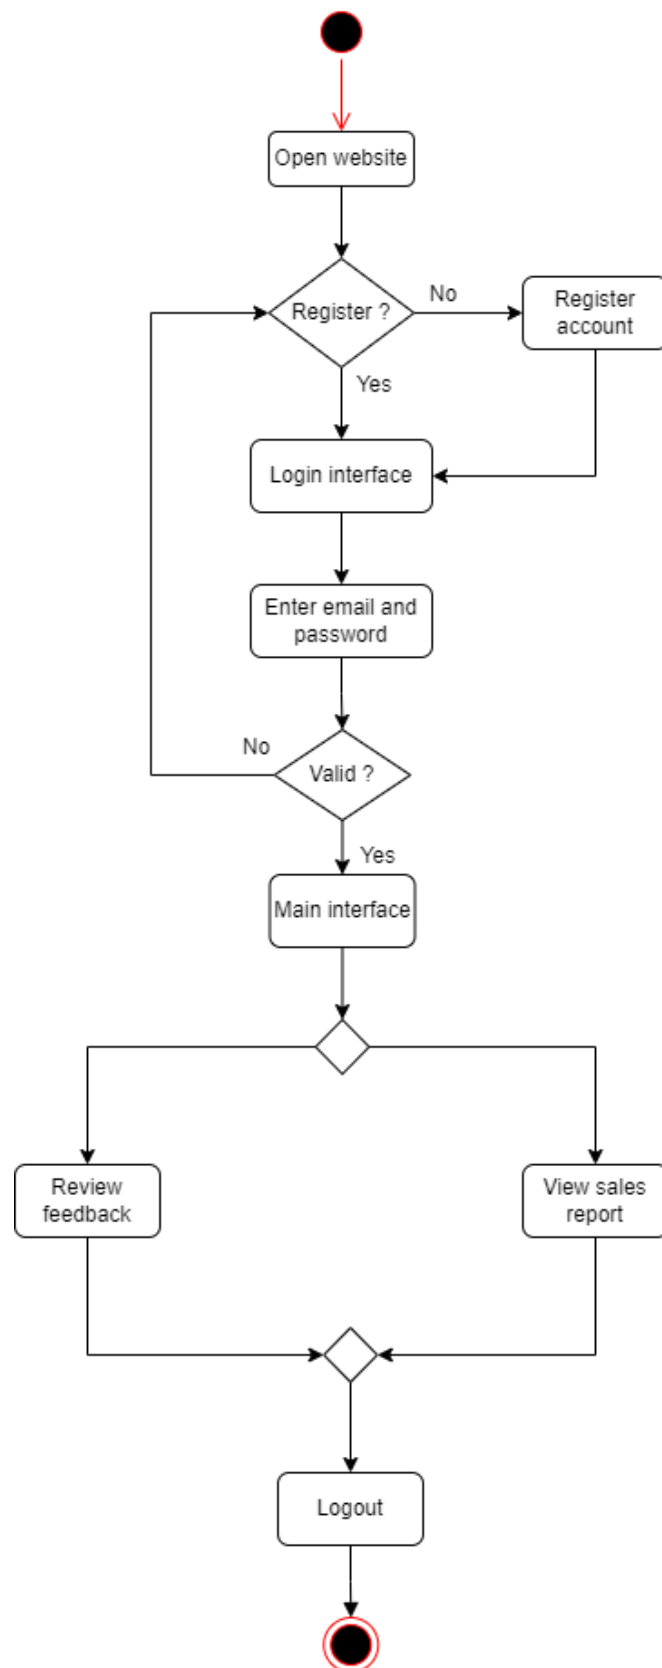 Open website
Register ?
No
Register
account
Yes
Login interface
Enter email and
password
No
Valid ?
Yes
Main interface
Review
feedback
View sales
report
Logout